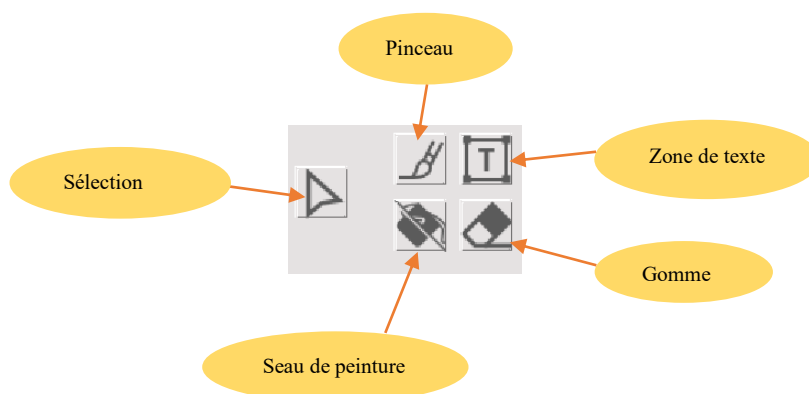 Pinceau
T
Zone de texte
Sélection
Gomme
Seau de peinture